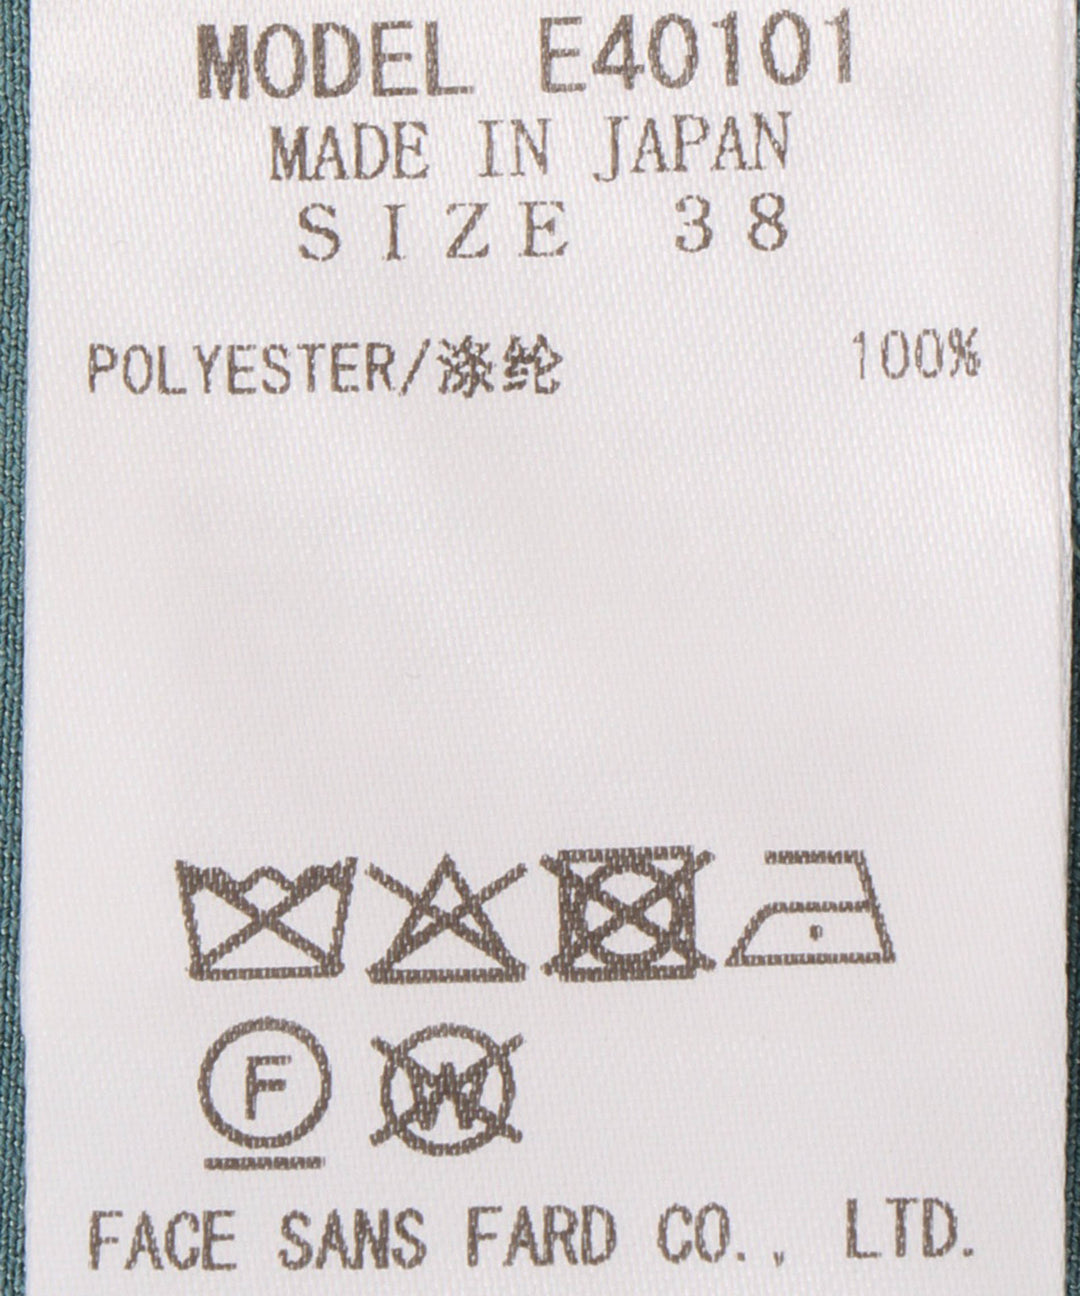 MODEL E40101
MADE IN JAPAN
SIZE 38
POLYESTER/涤纶 100%
F W
FACE SANS FARD CO., LTD.